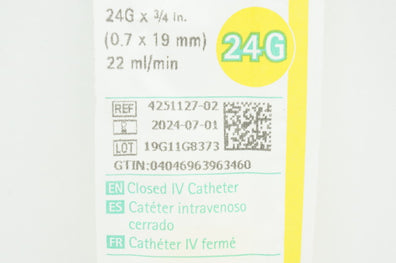 24G x 3/4 in.
(0.7 x 19 mm)
22 ml/min
24G
REF 4251127-02
2024-07-01
LOT 19G11G8373
GTIN:04046963963460
EN Closed IV Catheter
ES Catéter intravenoso
cerrado
FR Cathéter IV fermé